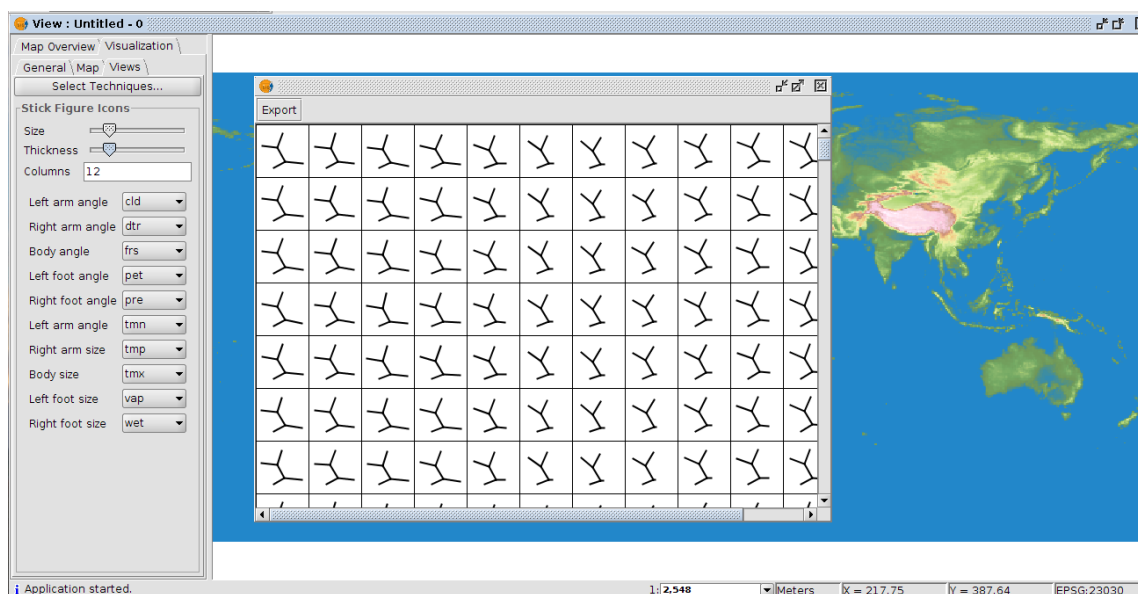 View : Untitled - 0
Map Overview Visualization
General Map Views
Select Techniques...
Stick Figure Icons
Size
Thickness
Columns 12
Left arm angle cld
Right arm angle dtr
Body angle frs
Left foot angle pet
Right foot angle pre
Left arm angle tmn
Right arm size tmp
Body size tmx
Left foot size vap
Right foot size wet
Export
Application started.
1: 2,548 Meters X = 217.75 Y = 387.64 EPSG:23030